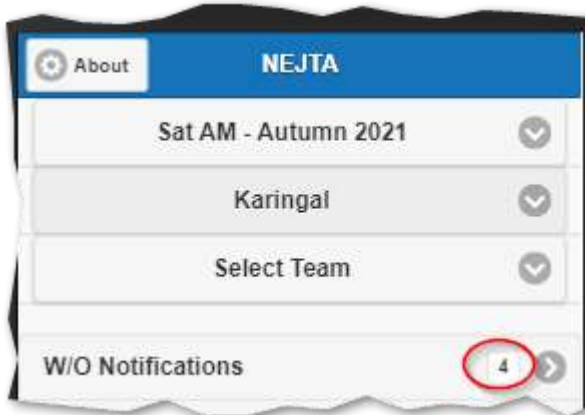 About NEJTA
Sat AM - Autumn 2021
Karingal
Select Team
W/O Notifications 4